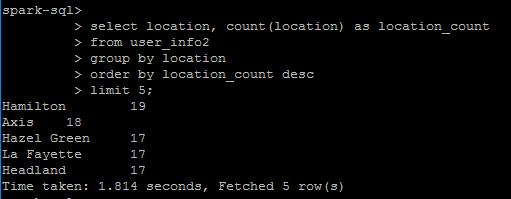 spark-sql>
> select location, count(location) as location_count
> from user_info2
> group by location
> order by location_count desc
> limit 5;
Hamilton 19
Axis 18
Hazel Green 17
La Fayette 17
Headland 17
Time taken: 1.814 seconds, Fetched 5 row(s)